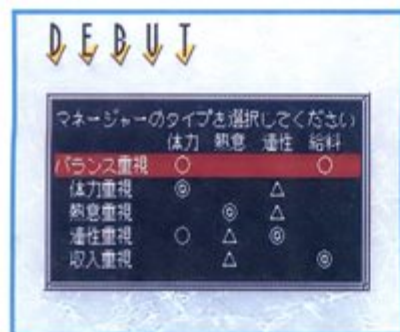 DEBUT
マネージャーのタイプを選択してください
体力 熱意 適性 給料
バランス重視 ○ ○
体力重視 ◎ △
熱意重視 ◎ △
適性重視 ○ △ ◎
収入重視 △ ◎